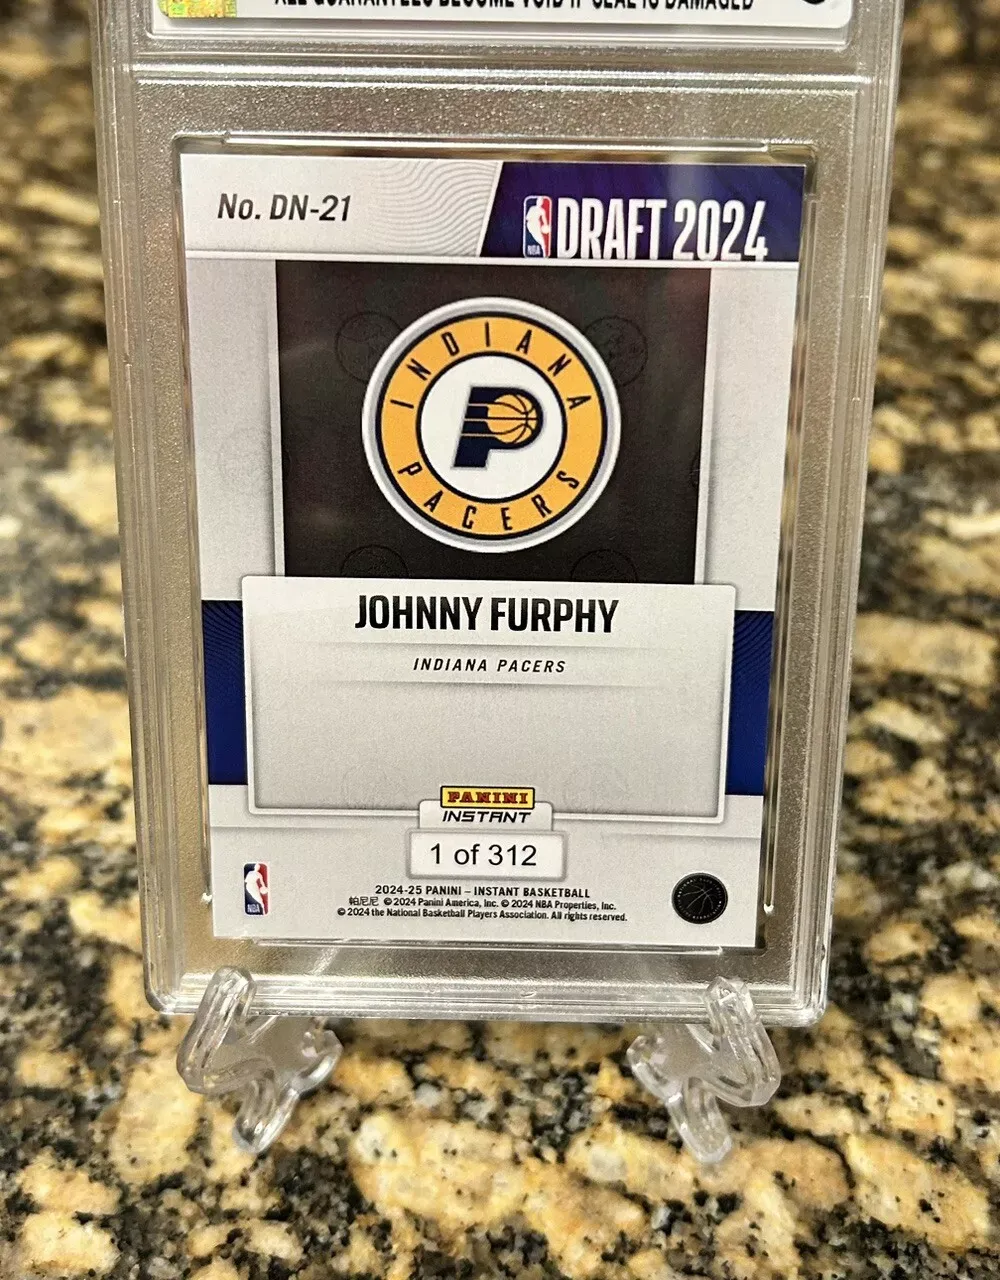 ALL GUARANTEES BECOME VOID IF SEAL IS DAMAGED
No. DN-21
NBA
DRAFT 2024
INDIANA
PACERS
JOHNNY FURPHY
INDIANA PACERS
PANINI
INSTANT
1 of 312
NBA
2024-25 PANINI – INSTANT BASKETBALL
帕尼尼 © 2024 Panini America, Inc. © 2024 NBA Properties, Inc.
© 2024 the National Basketball Players Association. All rights reserved.